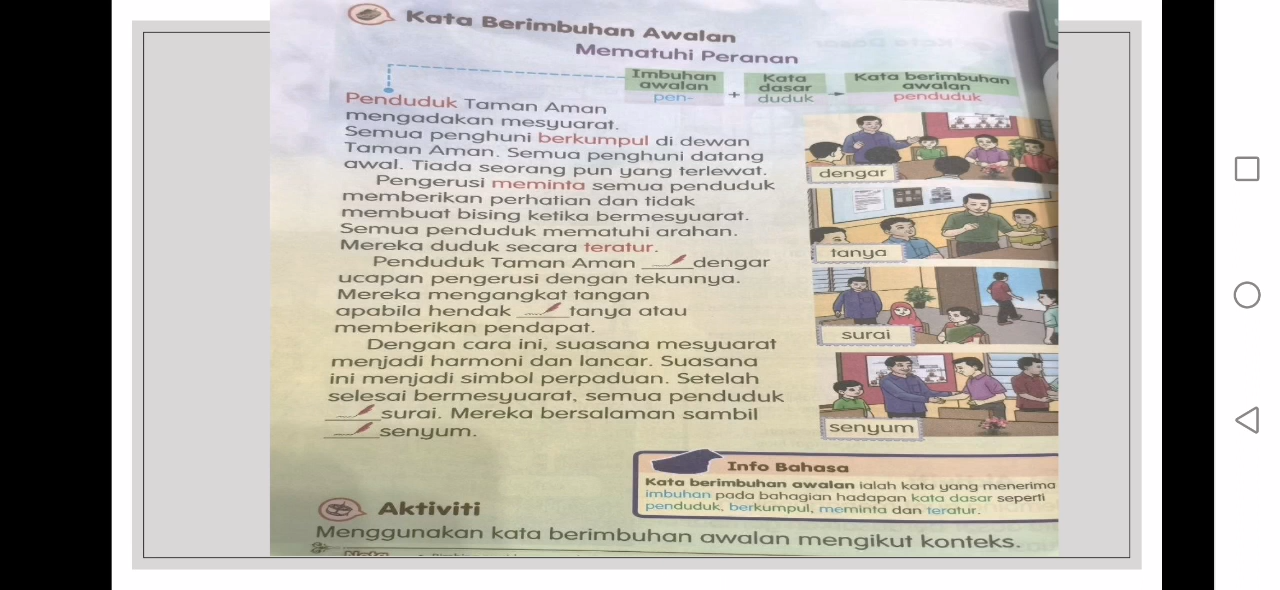 Kata Berimbuhan Awalan
Mematuhi Peranan
Imbuhan awalan
pen-
+
Kata dasar
duduk
Kata berimbuhan awalan
penduduk
Penduduk Taman Aman
mengadakan mesyuarat.
Semua penghuni berkumpul di dewan
Taman Aman. Semua penghuni datang
awal. Tiada seorang pun yang terlewat.
Pengerusi meminta semua penduduk
memberikan perhatian dan tidak
membuat bising ketika bermesyuarat.
Semua penduduk mematuhi arahan.
Mereka duduk secara teratur.
Penduduk Taman Aman ____dengar
ucapan pengerusi dengan tekunnya.
Mereka mengangkat tangan
apabila hendak ____tanya atau
memberikan pendapat.
Dengan cara ini, suasana mesyuarat
menjadi harmoni dan lancar. Suasana
ini menjadi simbol perpaduan. Setelah
selesai bermesyuarat, semua penduduk
____surai. Mereka bersalaman sambil
____senyum.
dengar
tanya
surai
senyum
Info Bahasa
Kata berimbuhan awalan ialah kata yang menerima
imbuhan pada bahagian hadapan kata dasar seperti
penduduk, berkumpul, meminta dan teratur.
Aktiviti
Menggunakan kata berimbuhan awalan mengikut konteks.